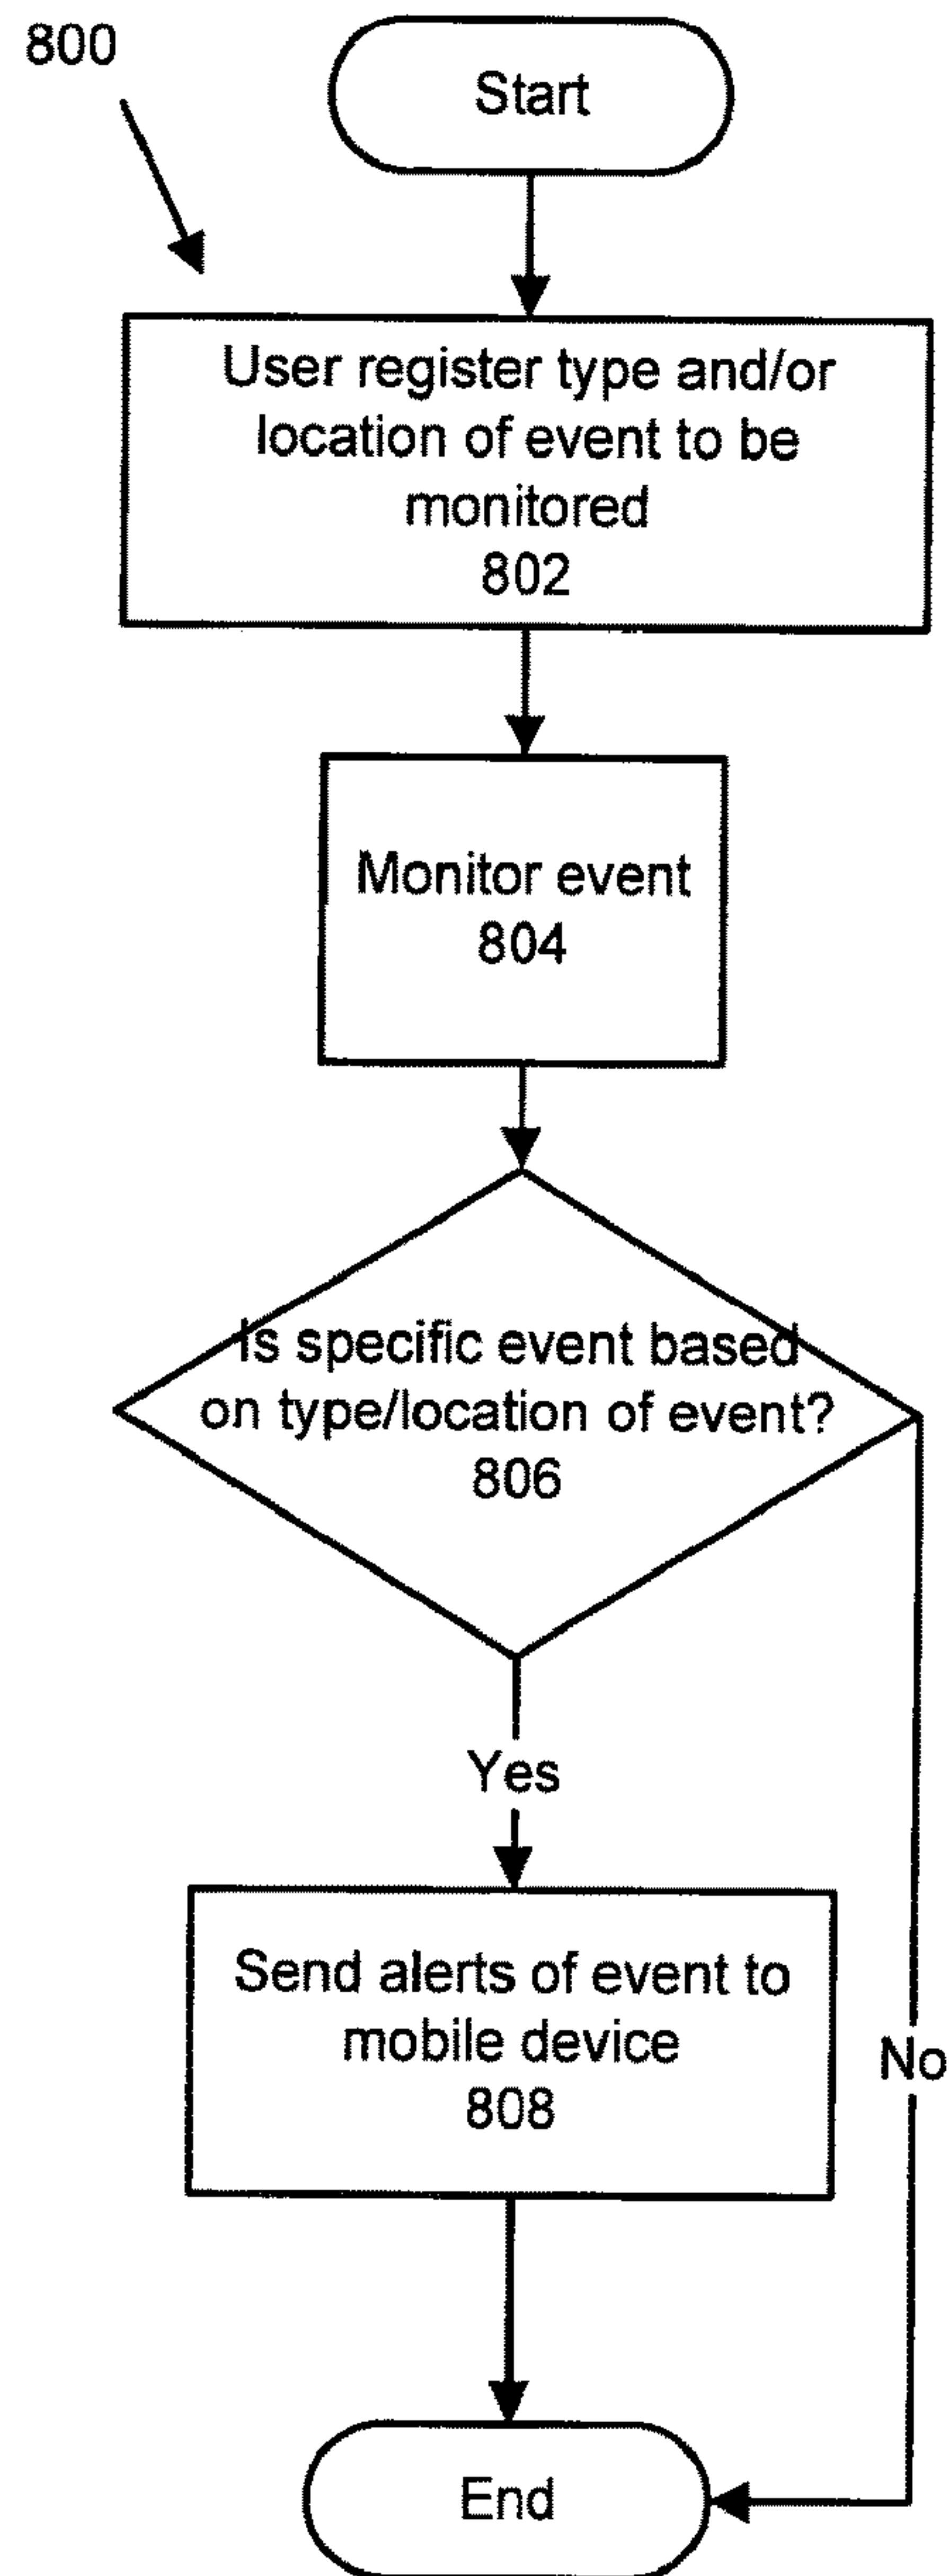 800
Start
User register type and/or
location of event to be
monitored
802
Monitor event
804
Is specific event based
on type/location of event?
806
Yes
Send alerts of event to
mobile device
808
No
End